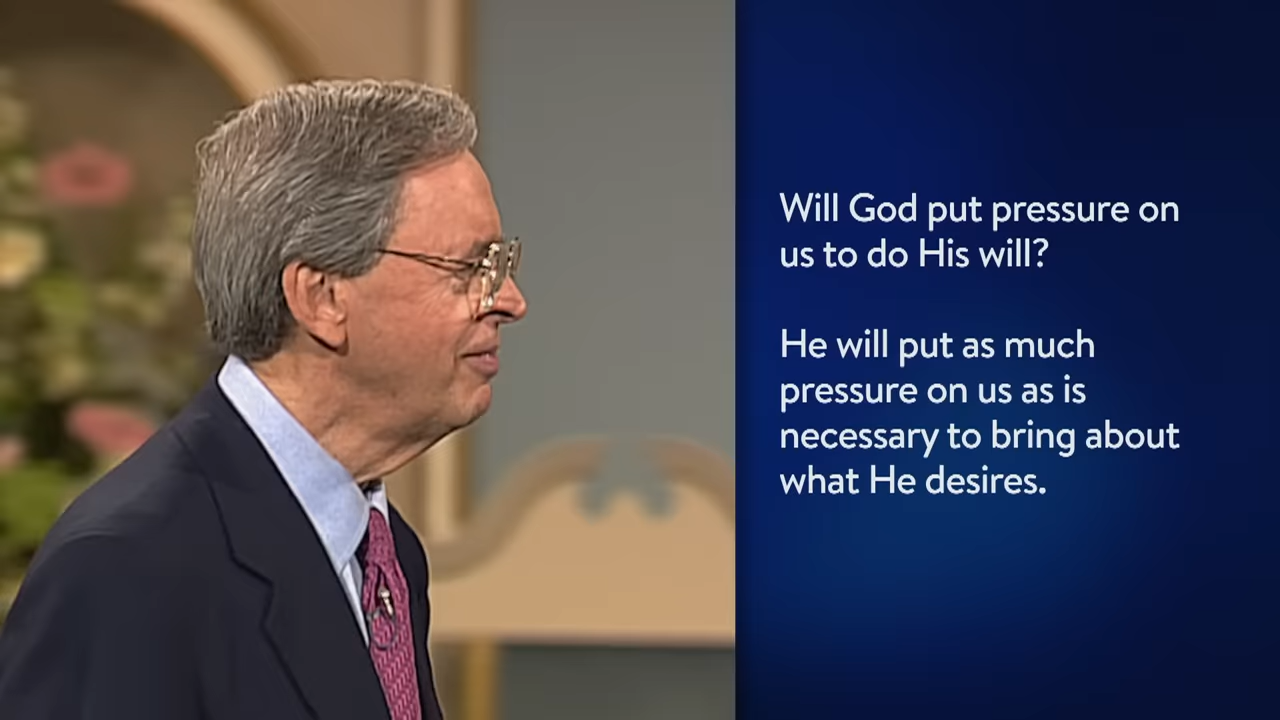 Will God put pressure on
us to do His will?
He will put as much
pressure on us as is
necessary to bring about
what He desires.